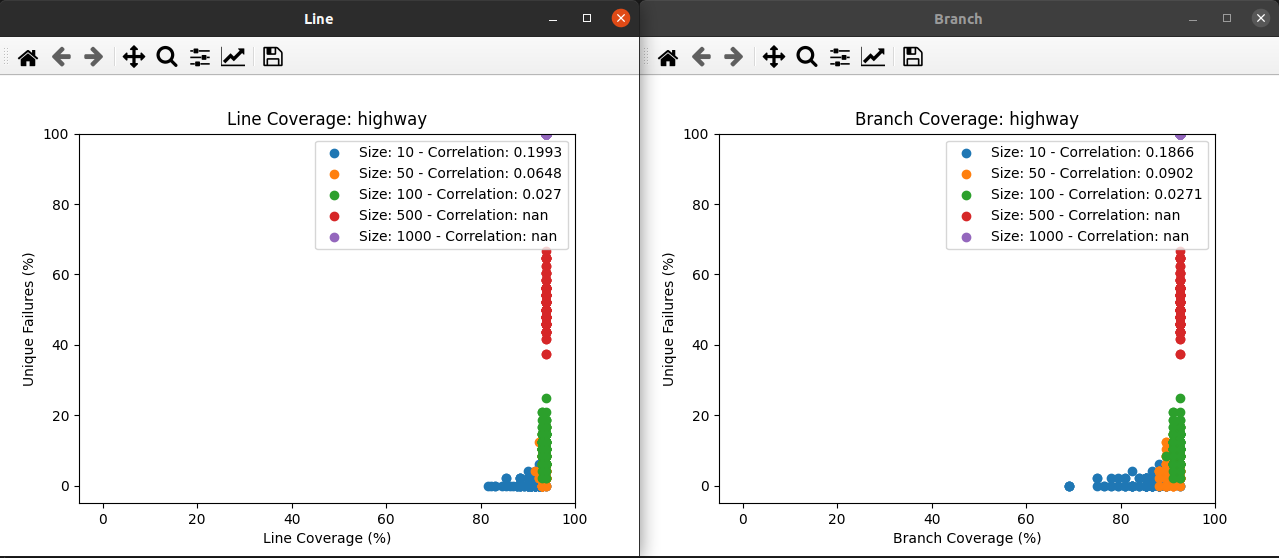 Line
Line Coverage: highway
Size: 10 - Correlation: 0.1993
Size: 50 - Correlation: 0.0648
Size: 100 - Correlation: 0.027
Size: 500 - Correlation: nan
Size: 1000 - Correlation: nan
100
80
60
40
20
0
Unique Failures (%)
0 20 40 60 80 100
Line Coverage (%)
Branch
Branch Coverage: highway
Size: 10 - Correlation: 0.1866
Size: 50 - Correlation: 0.0902
Size: 100 - Correlation: 0.0271
Size: 500 - Correlation: nan
Size: 1000 - Correlation: nan
100
80
60
40
20
0
Unique Failures (%)
0 20 40 60 80 100
Branch Coverage (%)